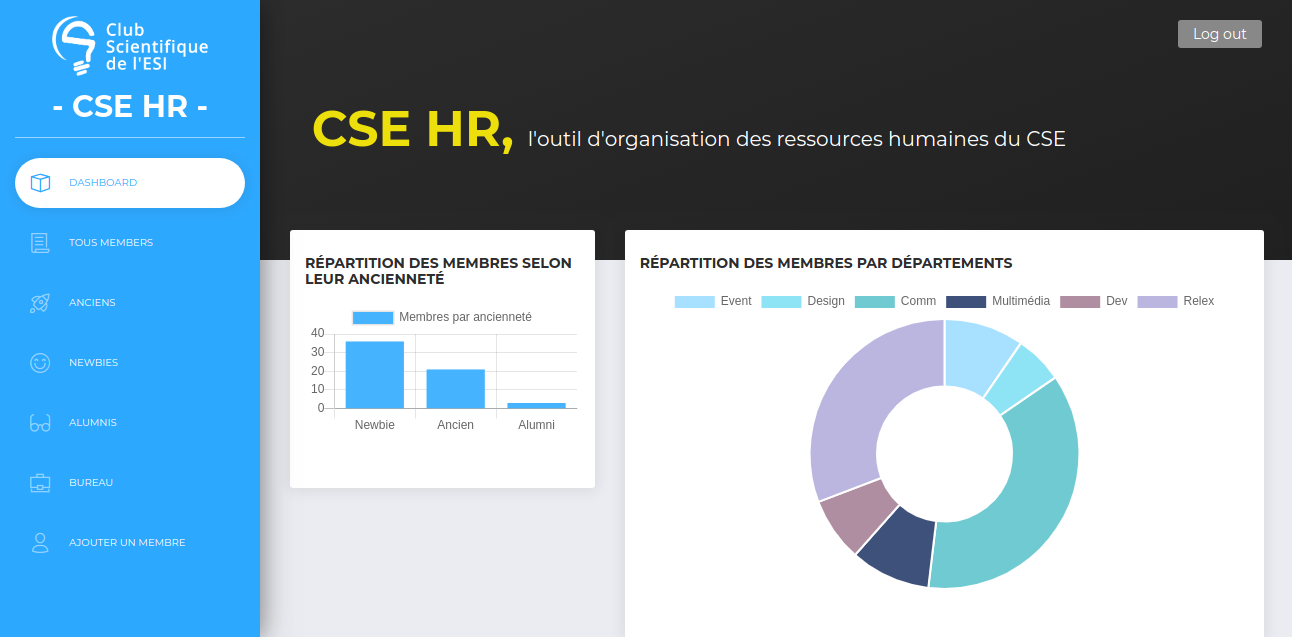 Club
Scientifique
de l'ESI
- CSE HR -
DASHBOARD
TOUS MEMBERS
ANCIENS
NEWBIES
ALUMNIS
BUREAU
AJOUTER UN MEMBRE
Log out
CSE HR, l'outil d'organisation des ressources humaines du CSE
RÉPARTITION DES MEMBRES SELON
LEUR ANCIENNETÉ
Membres par ancienneté
40
30
20
10
0
Newbie Ancien Alumni
RÉPARTITION DES MEMBRES PAR DÉPARTEMENTS
Event Design Comm Multimédia Dev Relex